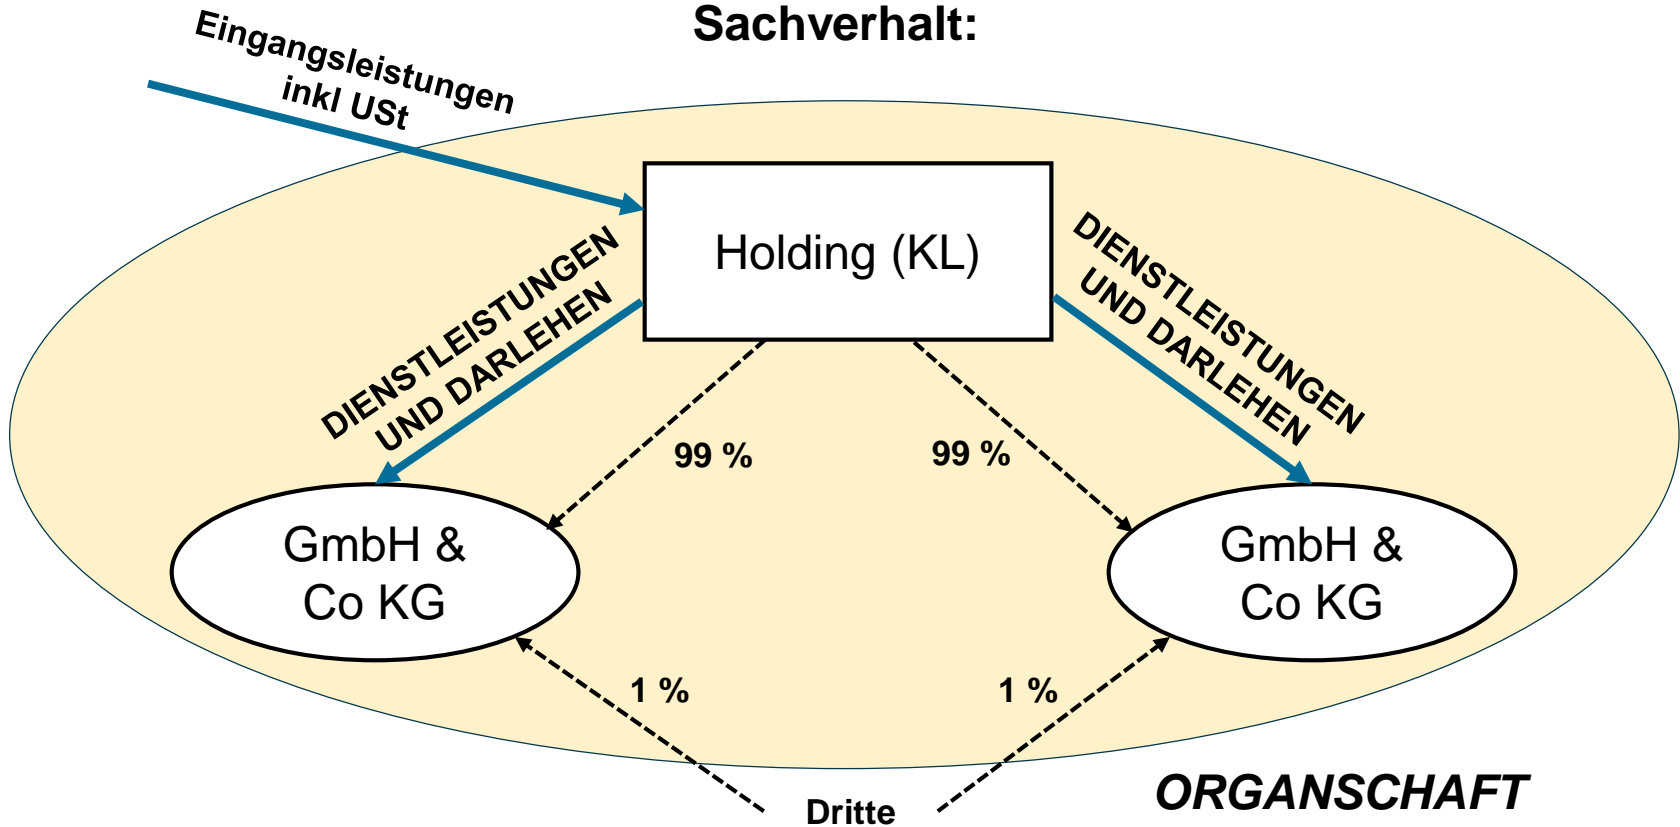 Sachverhalt:
Eingangsleistungen
inkl USt
Holding (KL)
DIENSTLEISTUNGEN
UND DARLEHEN
DIENSTLEISTUNGEN
UND DARLEHEN
99 %
99 %
GmbH &
Co KG
GmbH &
Co KG
1 %
1 %
ORGANSCHAFT
Dritte